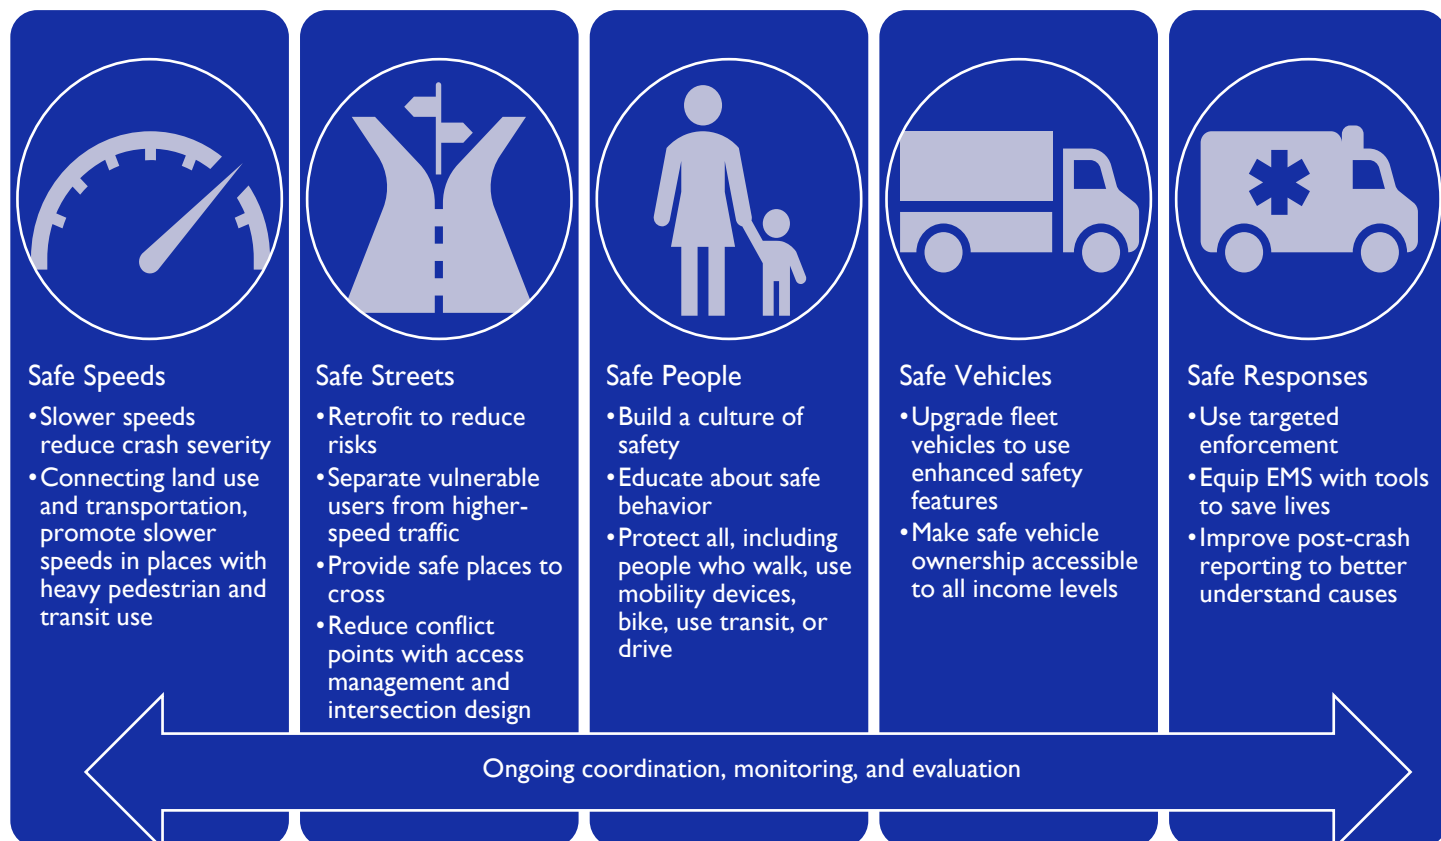 Safe Speeds
•Slower speeds
reduce crash severity
•Connecting land use
and transportation,
promote slower
speeds in places with
heavy pedestrian and
transit use
Safe Streets
•Retrofit to reduce
risks
•Separate vulnerable
users from higher-
speed traffic
•Provide safe places to
cross
•Reduce conflict
points with access
management and
intersection design
Safe People
•Build a culture of
safety
•Educate about safe
behavior
•Protect all, including
people who walk, use
mobility devices,
bike, use transit, or
drive
Safe Vehicles
•Upgrade fleet
vehicles to use
enhanced safety
features
•Make safe vehicle
ownership accessible
to all income levels
Safe Responses
•Use targeted
enforcement
•Equip EMS with tools
to save lives
•Improve post-crash
reporting to better
understand causes
Ongoing coordination, monitoring, and evaluation